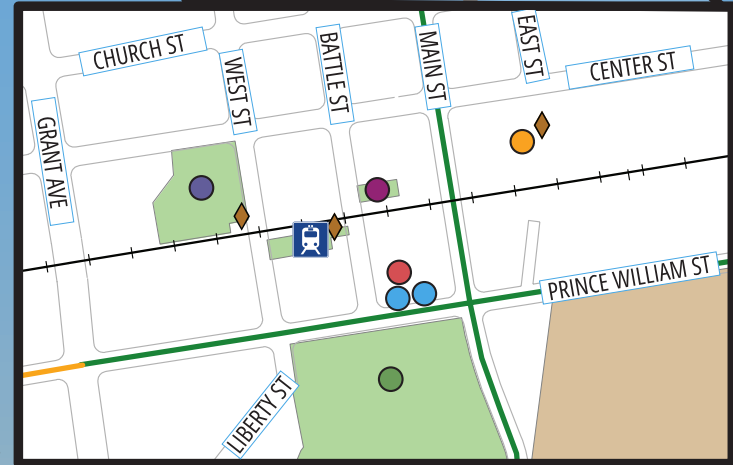 CHURCH ST
WEST ST
BATTLE ST
MAIN ST
EAST ST
CENTER ST
GRANT AVE
PRINCE WILLIAM ST
LIBERTY ST